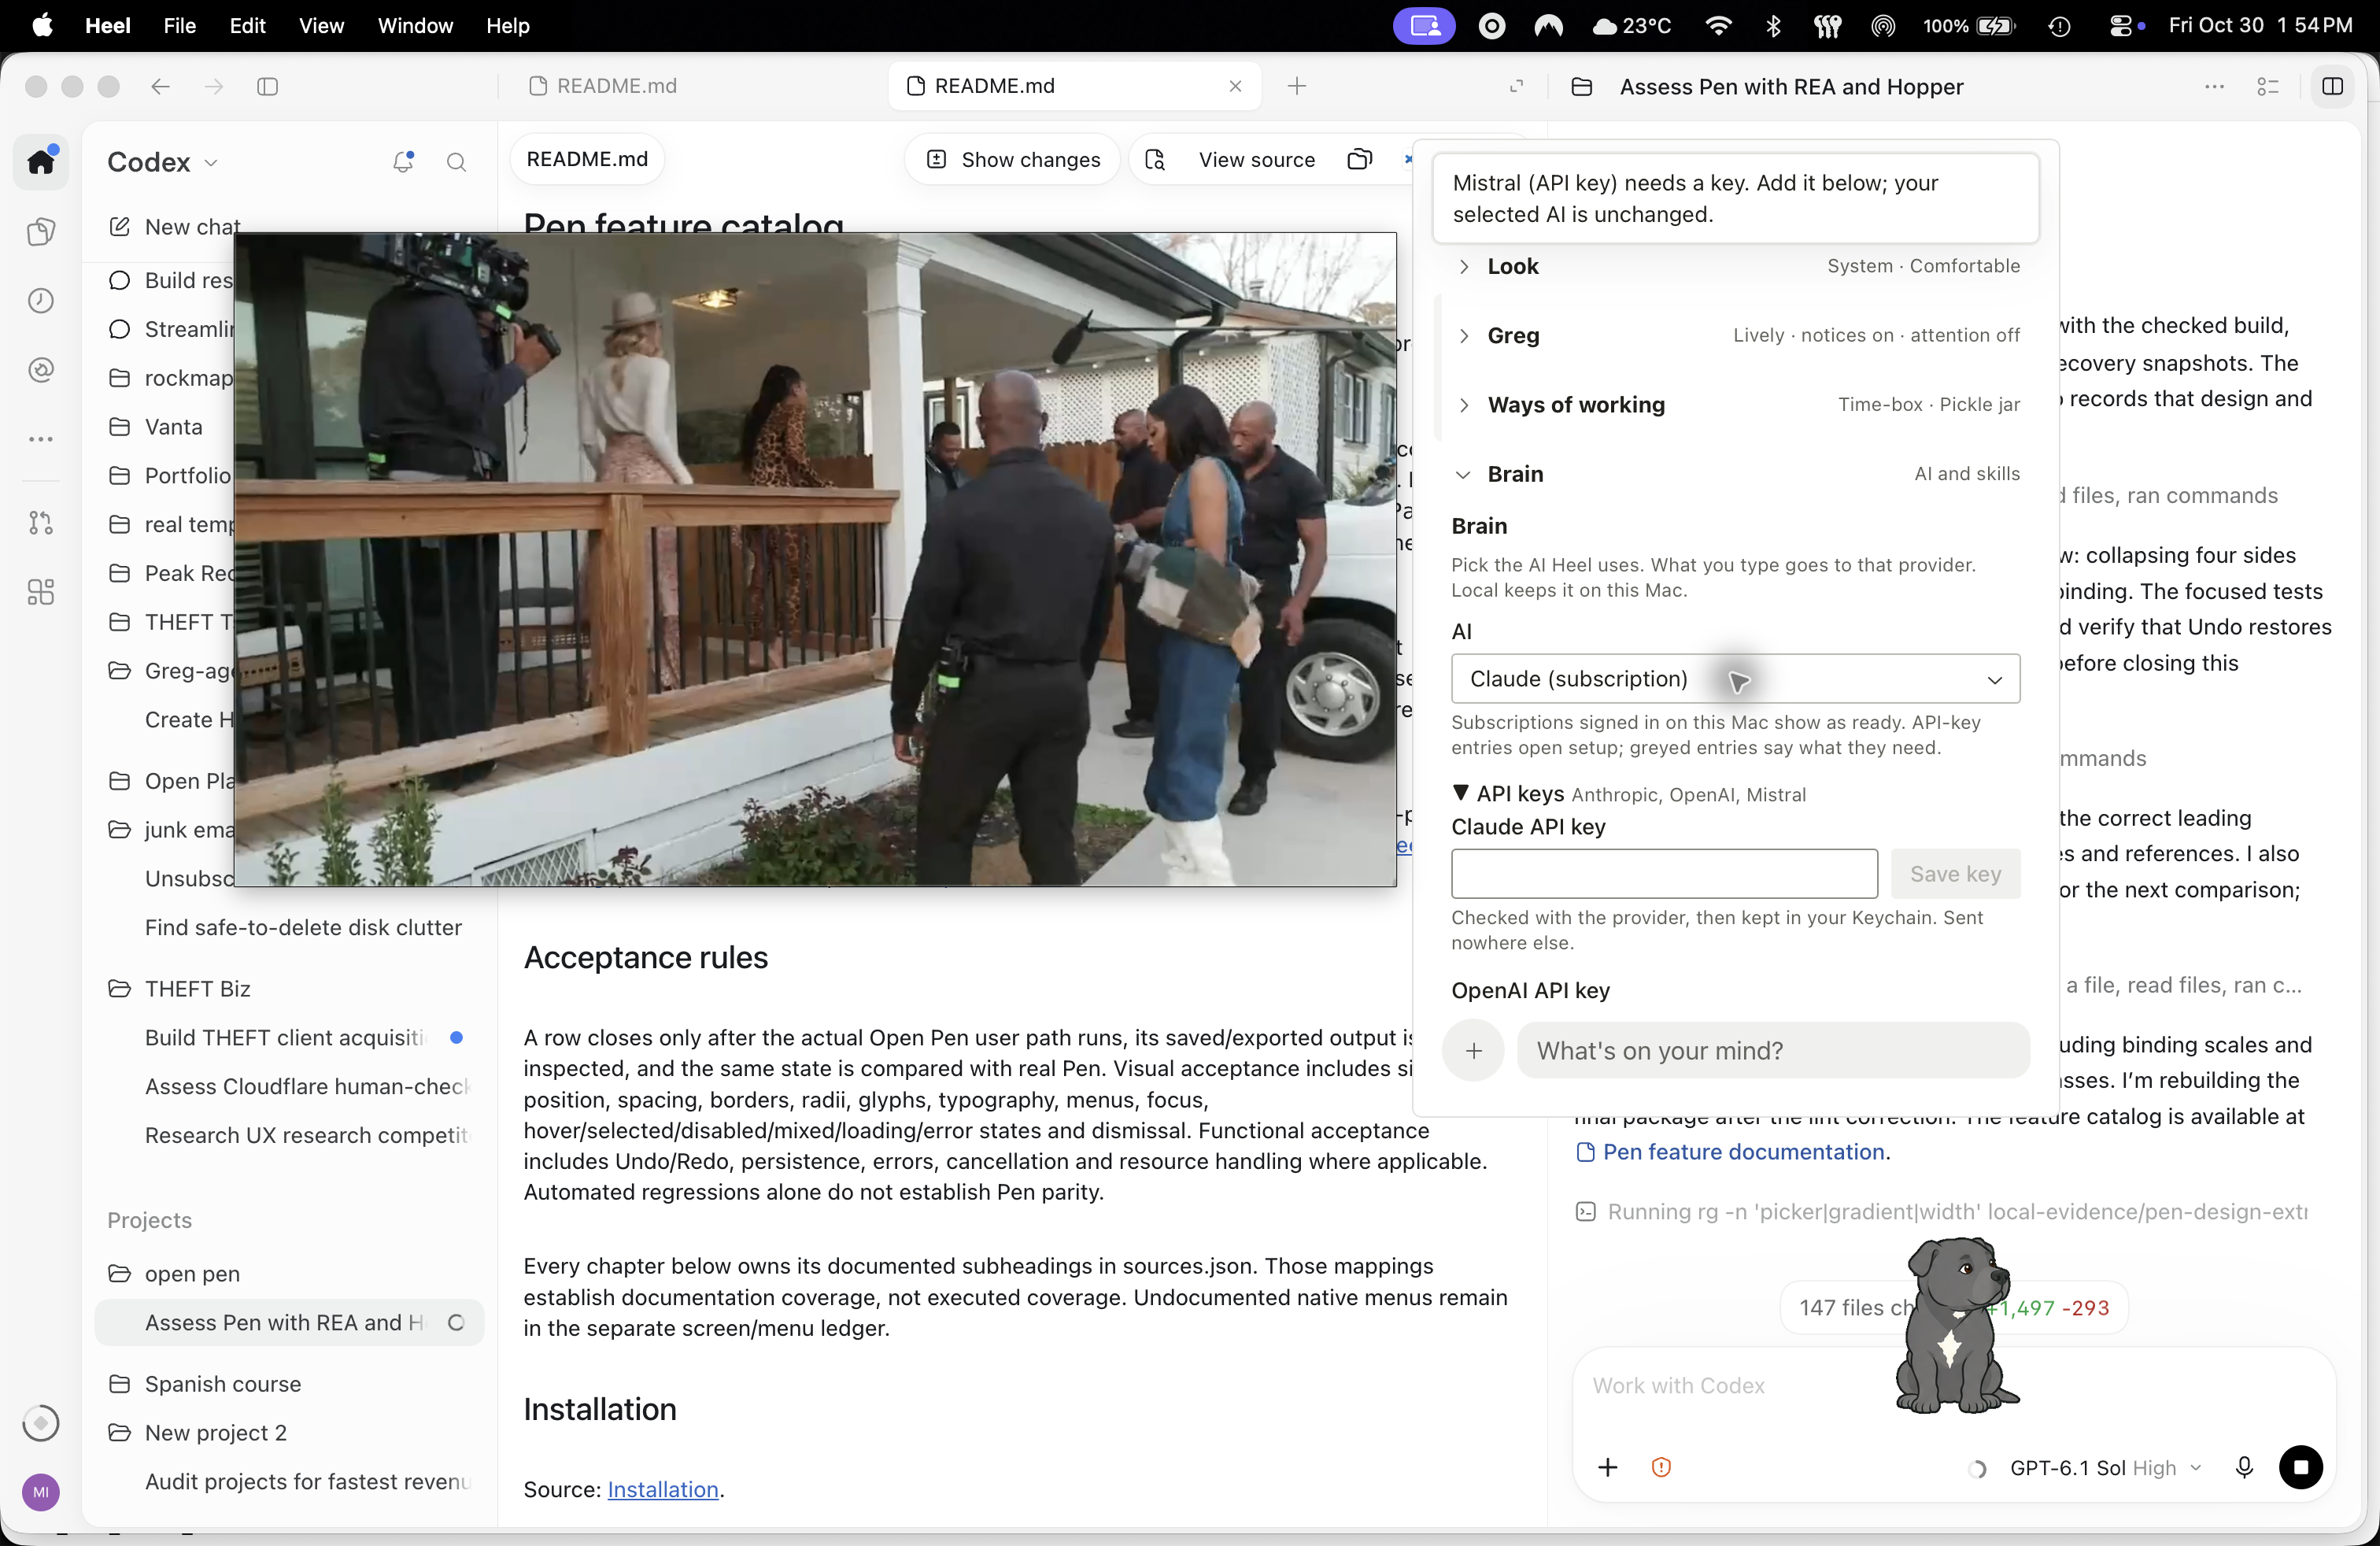 Heel File Edit View Window Help
23°C 100% Fri Oct 30 1 54 PM
README.md
README.md
Assess Pen with REA and Hopper
Codex
New chat
Build res
Streamlin
rockmap
Vanta
Portfolio
real temp
Peak Rec
THEFT T
Greg-age
Create H
Open Pla
junk ema
Unsubsc
Find safe-to-delete disk clutter
THEFT Biz
Build THEFT client acquisiti
Assess Cloudflare human-check
Research UX research competit
Projects
open pen
Assess Pen with REA and H
Spanish course
New project 2
Audit projects for fastest revenu
MI
README.md
Show changes
View source
Pen feature catalog
Acceptance rules
A row closes only after the actual Open Pen user path runs, its saved/exported output is
inspected, and the same state is compared with real Pen. Visual acceptance includes si
position, spacing, borders, radii, glyphs, typography, menus, focus,
hover/selected/disabled/mixed/loading/error states and dismissal. Functional acceptance
includes Undo/Redo, persistence, errors, cancellation and resource handling where applicable.
Automated regressions alone do not establish Pen parity.
Every chapter below owns its documented subheadings in sources.json. Those mappings
establish documentation coverage, not executed coverage. Undocumented native menus remain
in the separate screen/menu ledger.
Installation
Source: Installation.
Mistral (API key) needs a key. Add it below; your
selected AI is unchanged.
Look System · Comfortable
Greg Lively · notices on · attention off
Ways of working Time-box · Pickle jar
Brain AI and skills
Brain
Pick the AI Heel uses. What you type goes to that provider.
Local keeps it on this Mac.
AI
Claude (subscription)
Subscriptions signed in on this Mac show as ready. API-key
entries open setup; greyed entries say what they need.
API keys Anthropic, OpenAI, Mistral
Claude API key
Save key
Checked with the provider, then kept in your Keychain. Sent
nowhere else.
OpenAI API key
What's on your mind?
with the checked build,
ecovery snapshots. The
records that design and
d files, ran commands
w: collapsing four sides
binding. The focused tests
d verify that Undo restores
before closing this
mmands
the correct leading
es and references. I also
or the next comparison;
a file, read files, ran c...
uding binding scales and
asses. I'm rebuilding the
final package after the lint correction. The feature catalog is available at
Pen feature documentation.
Running rg -n 'picker|gradient|width' local-evidence/pen-design-extr
147 files ch +1,497 -293
Work with Codex
GPT-6.1 Sol High